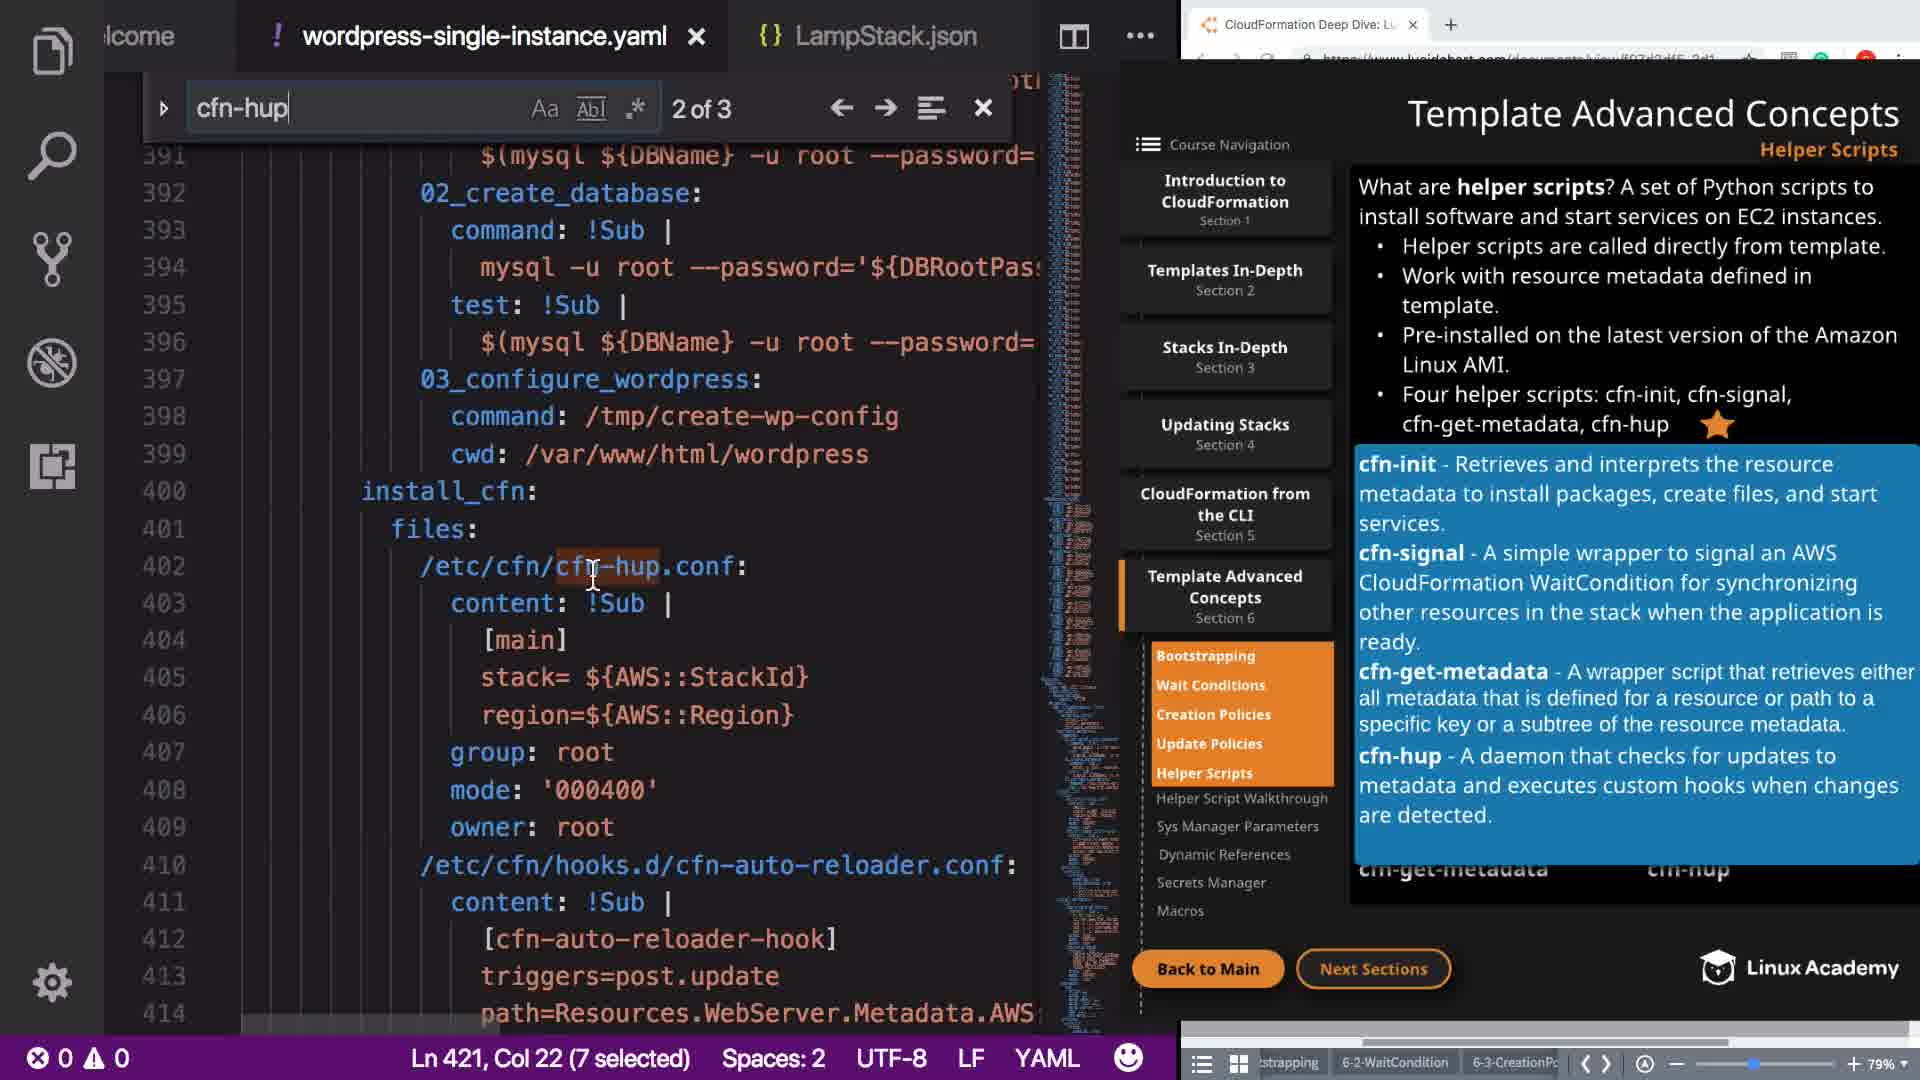 lcome
! wordpress-single-instance.yaml
{} LampStack.json
cfn-hup
Aa Abl .* 2 of 3
391 $(mysql ${DBName} -u root --password=
392 02_create_database:
393 command: !Sub |
394 mysql -u root --password='${DBRootPas
395 test: !Sub |
396 $(mysql ${DBName} -u root --password=
397 03_configure_wordpress:
398 command: /tmp/create-wp-config
399 cwd: /var/www/html/wordpress
400 install_cfn:
401 files:
402 /etc/cfn/cfn-hup.conf:
403 content: !Sub |
404 [main]
405 stack= ${AWS::StackId}
406 region=${AWS::Region}
407 group: root
408 mode: '000400'
409 owner: root
410 /etc/cfn/hooks.d/cfn-auto-reloader.conf:
411 content: !Sub |
412 [cfn-auto-reloader-hook]
413 triggers=post.update
414 path=Resources.WebServer.Metadata.AWS
0 0
Ln 421, Col 22 (7 selected) Spaces: 2 UTF-8 LF YAML
CloudFormation Deep Dive: Lu
Template Advanced Concepts
Helper Scripts
Course Navigation
Introduction to
CloudFormation
Section 1
Templates In-Depth
Section 2
Stacks In-Depth
Section 3
Updating Stacks
Section 4
CloudFormation from
the CLI
Section 5
Template Advanced
Concepts
Section 6
Bootstrapping
Wait Conditions
Creation Policies
Update Policies
Helper Scripts
Helper Script Walkthrough
Sys Manager Parameters
Dynamic References
Secrets Manager
Macros
Back to Main
Next Sections
What are helper scripts? A set of Python scripts to
install software and start services on EC2 instances.
• Helper scripts are called directly from template.
• Work with resource metadata defined in
template.
• Pre-installed on the latest version of the Amazon
Linux AMI.
• Four helper scripts: cfn-init, cfn-signal,
cfn-get-metadata, cfn-hup
cfn-init - Retrieves and interprets the resource
metadata to install packages, create files, and start
services.
cfn-signal - A simple wrapper to signal an AWS
CloudFormation WaitCondition for synchronizing
other resources in the stack when the application is
ready.
cfn-get-metadata - A wrapper script that retrieves either
all metadata that is defined for a resource or path to a
specific key or a subtree of the resource metadata.
cfn-hup - A daemon that checks for updates to
metadata and executes custom hooks when changes
are detected.
cfn-get-metadata cfn-hup
Linux Academy
tstrapping 6-2-WaitCondition 6-3-CreationPo 79%